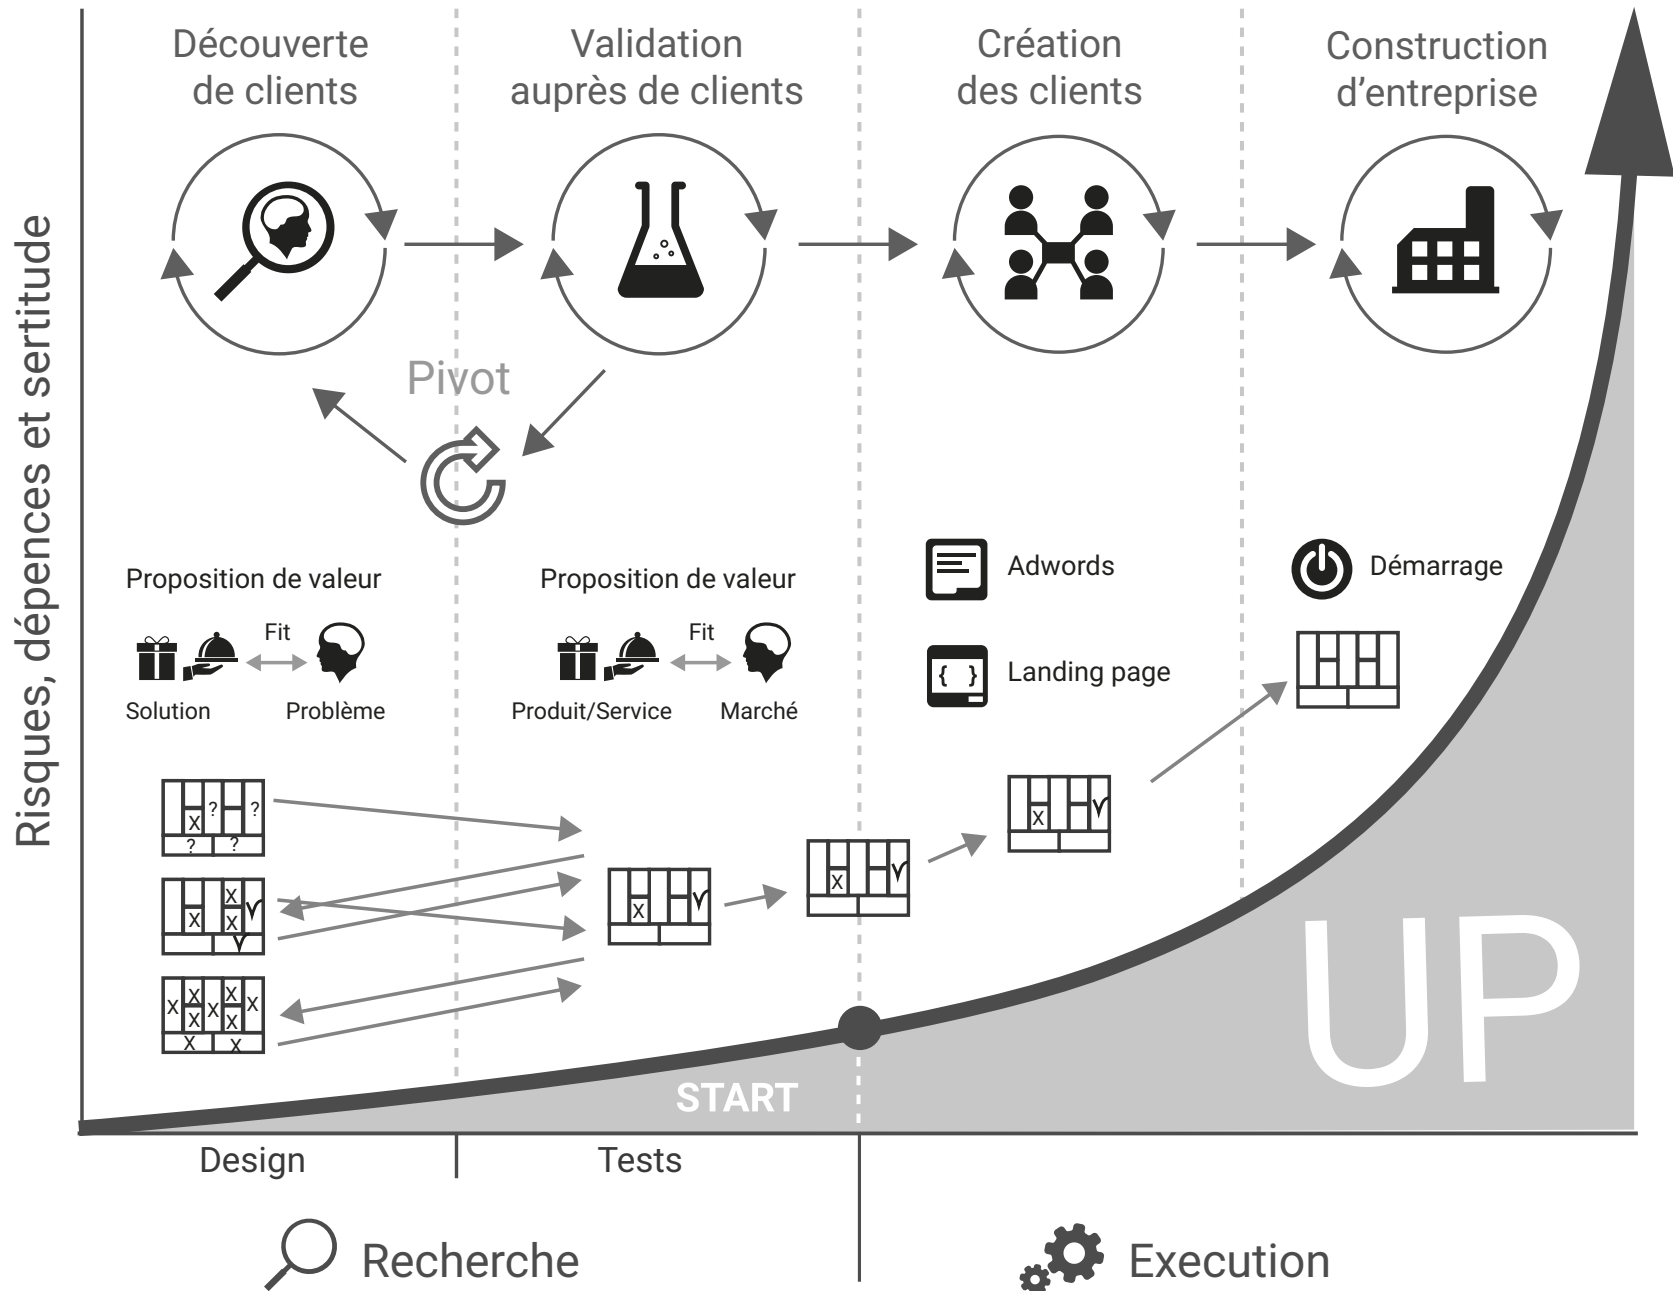 Découverte
de clients
Validation
auprès de clients
Création
des clients
Construction
d'entreprise
Risques, dépences et sertitude
Pivot
Proposition de valeur
Fit
Solution
Problème
Proposition de valeur
Fit
Produit/Service
Marché
Adwords
{ }
Landing page
Démarrage
X ? ?
? ?
X X X
X X X X X X X
X X
X
X
X
START
UP
Design
Tests
Recherche
Execution